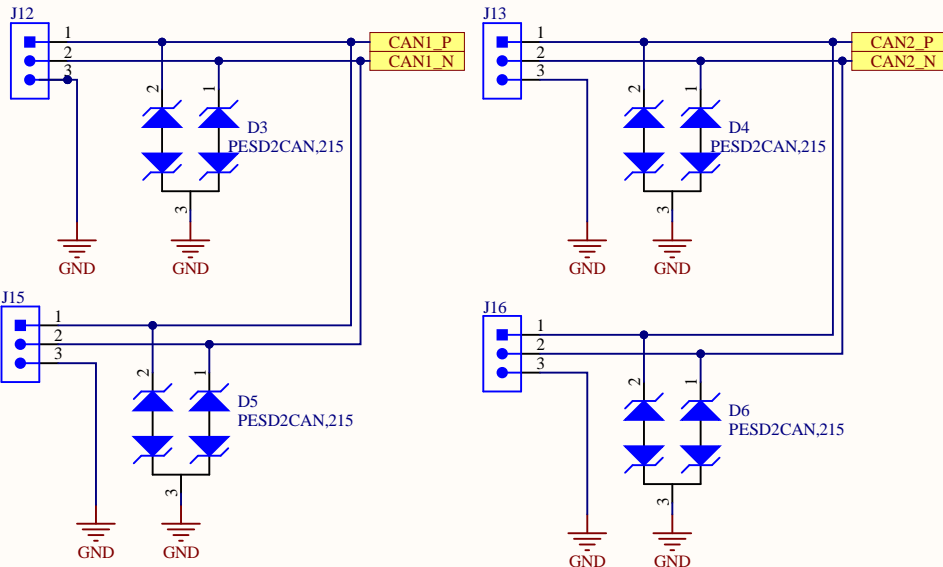 J12
1
2
3
CAN1_P
CAN1_N
2
1
D3
PESD2CAN,215
3
GND
GND
J13
1
2
3
CAN2_P
CAN2_N
2
1
D4
PESD2CAN,215
3
GND
GND
J15
1
2
3
2
1
D5
PESD2CAN,215
3
GND
GND
J16
1
2
3
2
1
D6
PESD2CAN,215
3
GND
GND